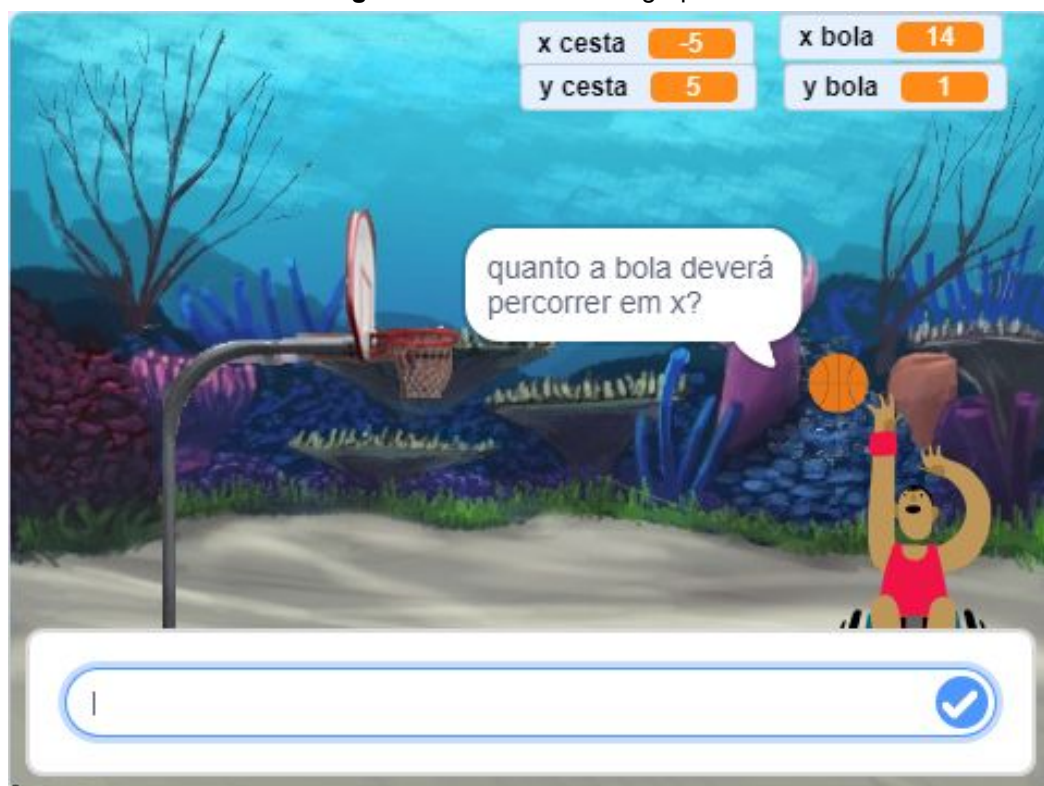 x cesta -5
x bola 14
y cesta 5
y bola 1
quanto a bola deverá
percorrer em x?